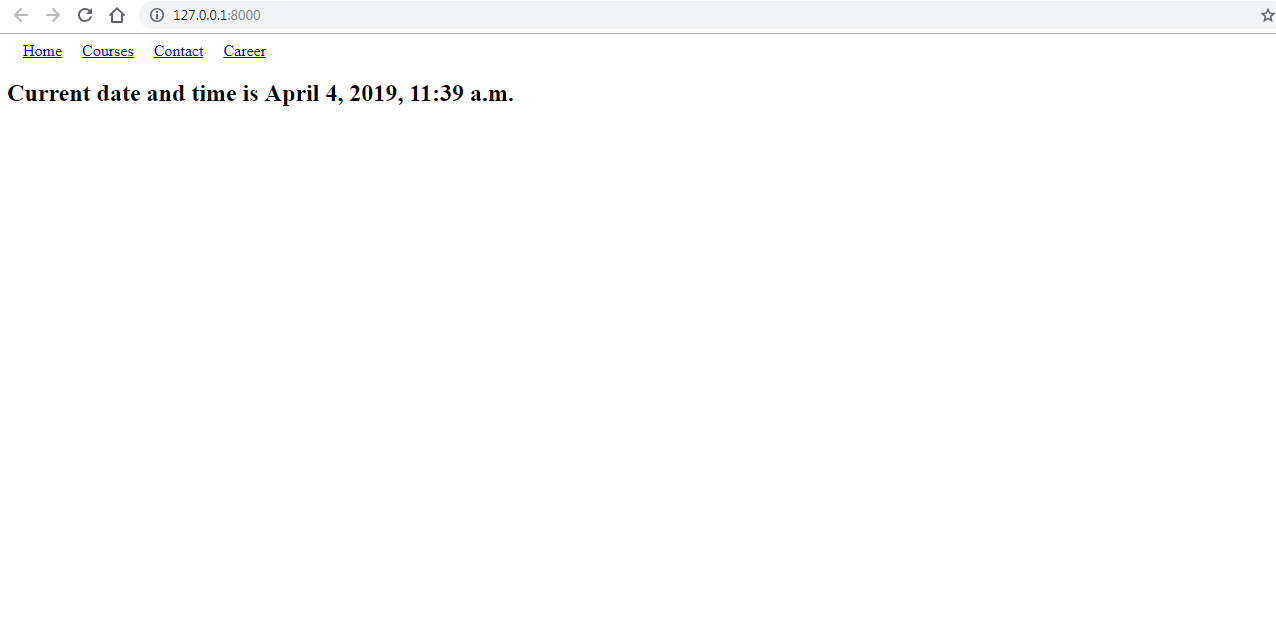 127.0.0.1:8000
Home Courses Contact Career
Current date and time is April 4, 2019, 11:39 a.m.